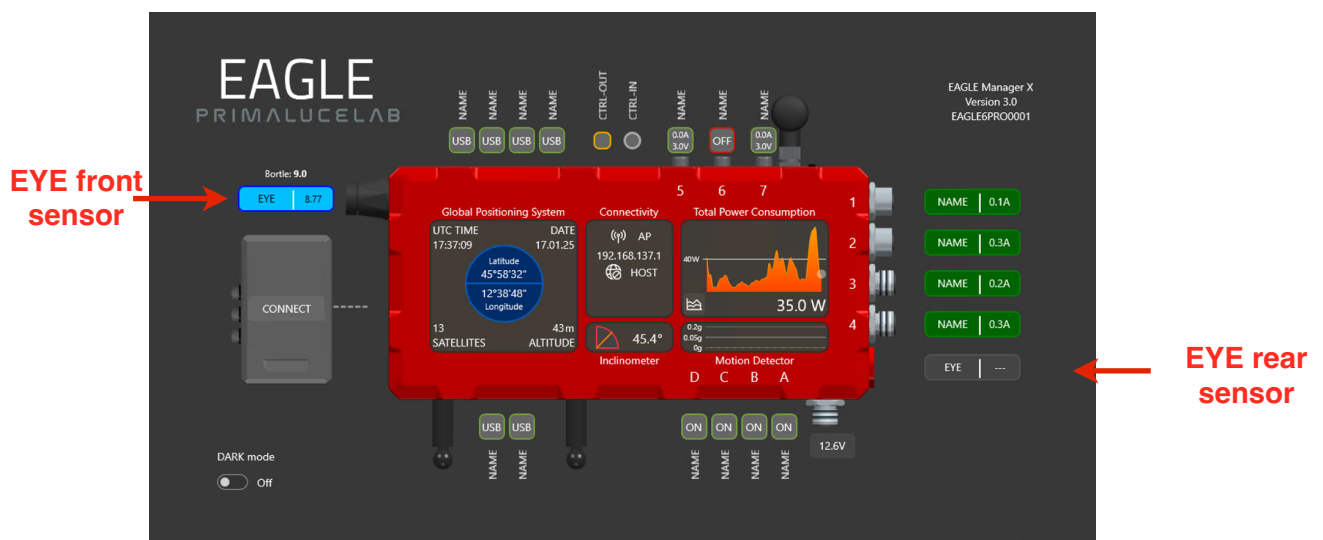 EAGLE
PRIMALUCELAB
NAME NAME NAME NAME
CTRL-OUT CTRL-IN
NAME NAME NAME
EAGLE Manager X
Version 3.0
EAGLE6PRO0001
USB USB USB USB
0.0A
3.0V
OFF
0.0A
3.0V
EYE front
sensor
Bortle: 9.0
EYE 8.77
5 6 7
Global Positioning System
UTC TIME DATE
17:37:09 17.01.25
Latitude
45°58'32"
12°38'48"
Longitude
13 43m
SATELLITES ALTITUDE
Connectivity
AP
192.168.137.1
HOST
45.4°
Inclinometer
Total Power Consumption
40W
35.0 W
0.2g
0.05g
0g
Motion Detector
D C B A
1
2
3
4
NAME 0.1A
NAME 0.3A
NAME 0.2A
NAME 0.3A
EYE ---
EYE rear
sensor
CONNECT
USB USB
NAME NAME
ON ON ON ON
NAME NAME NAME NAME
12.6V
DARK mode
Off